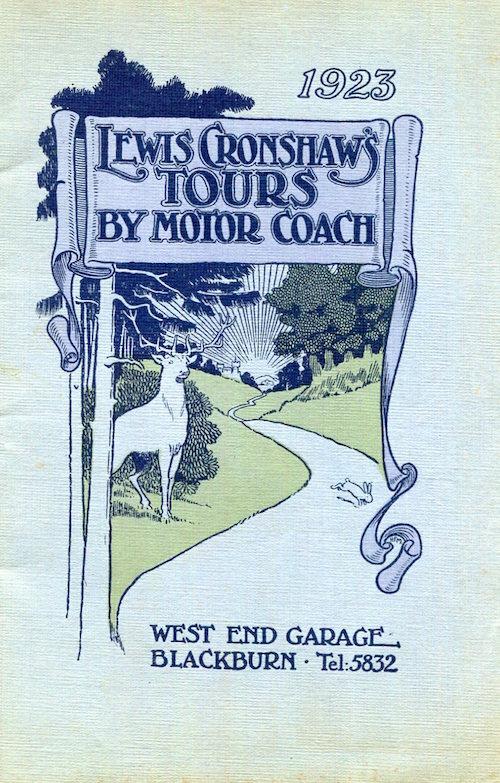 1923
LEWIS CRONSHAW'S
TOURS
BY MOTOR COACH
WEST END GARAGE.
BLACKBURN · Tel: 5832